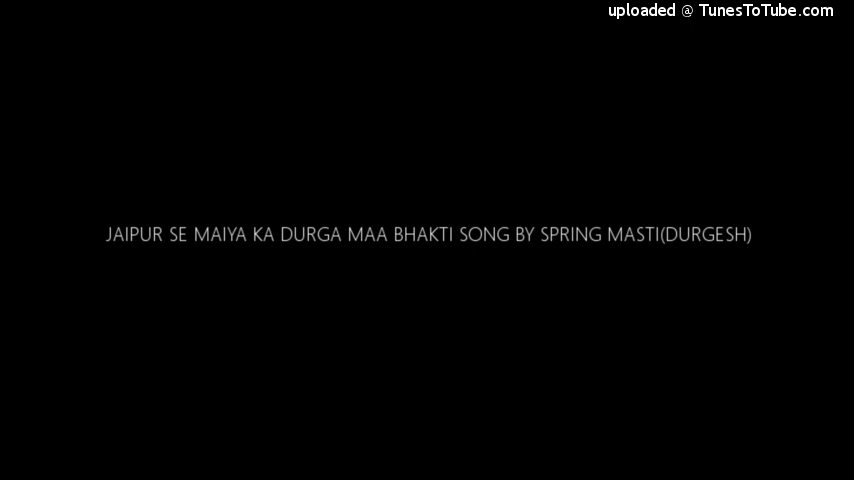 uploaded @ TunesToTube.com
JAIPUR SE MAIYA KA DURGA MAA BHAKTI SONG BY SPRING MASTI(DURGESH)